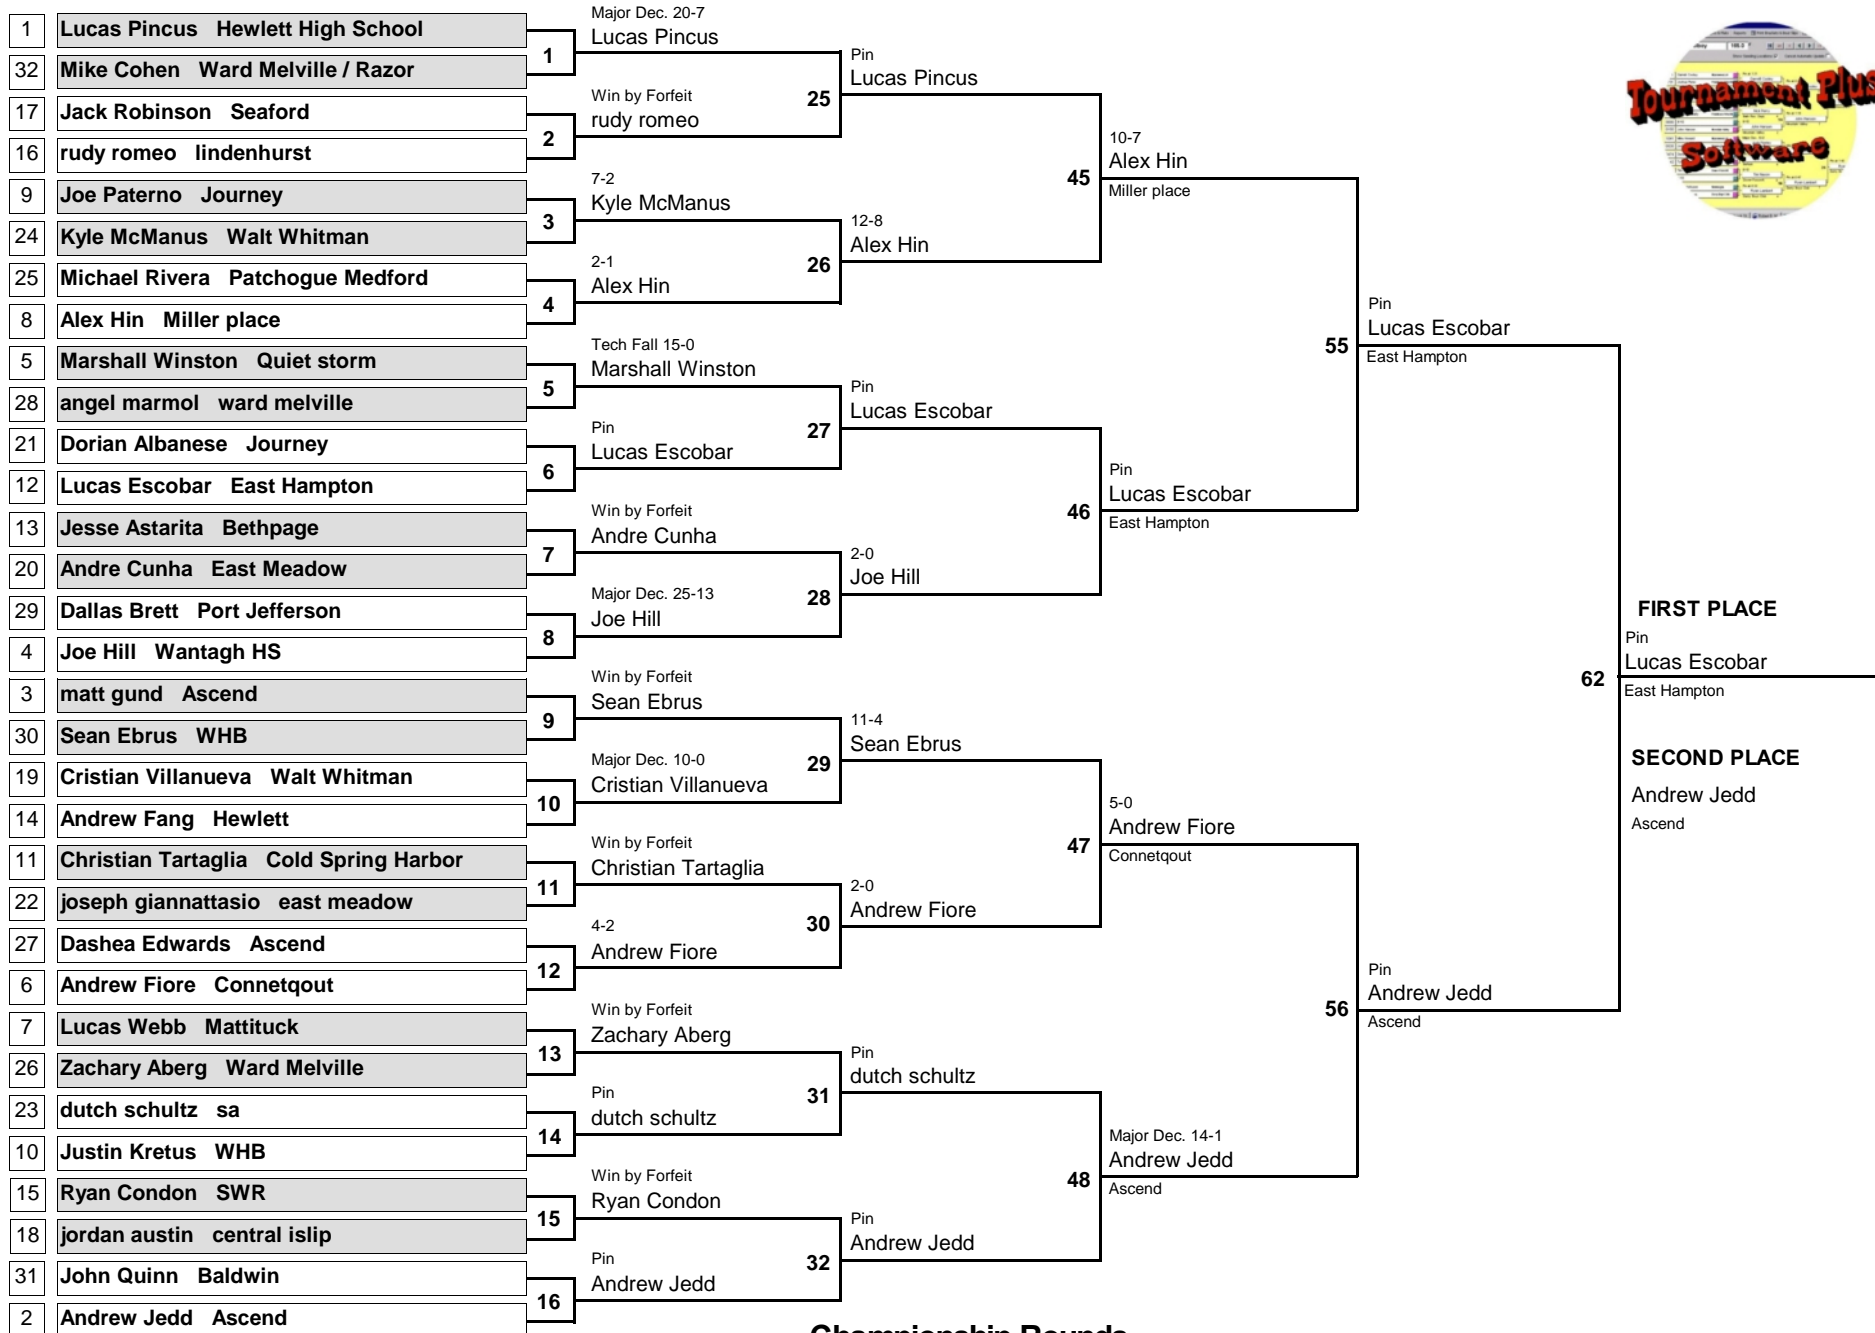 1 Lucas Pincus Hewlett High School
32 Mike Cohen Ward Melville / Razor
17 Jack Robinson Seaford
16 rudy romeo lindenhurst
9 Joe Paterno Journey
24 Kyle McManus Walt Whitman
25 Michael Rivera Patchogue Medford
8 Alex Hin Miller place
5 Marshall Winston Quiet storm
28 angel marmol ward melville
21 Dorian Albanese Journey
12 Lucas Escobar East Hampton
13 Jesse Astarita Bethpage
20 Andre Cunha East Meadow
29 Dallas Brett Port Jefferson
4 Joe Hill Wantagh HS
3 matt gund Ascend
30 Sean Ebrus WHB
19 Cristian Villanueva Walt Whitman
14 Andrew Fang Hewlett
11 Christian Tartaglia Cold Spring Harbor
22 joseph giannattasio east meadow
27 Dashea Edwards Ascend
6 Andrew Fiore Connetqout
7 Lucas Webb Mattituck
26 Zachary Aberg Ward Melville
23 dutch schultz sa
10 Justin Kretus WHB
15 Ryan Condon SWR
18 jordan austin central islip
31 John Quinn Baldwin
2 Andrew Jedd Ascend
Major Dec. 20-7
1 Lucas Pincus
Win by Forfeit
2 rudy romeo
7-2
3 Kyle McManus
2-1
4 Alex Hin
Tech Fall 15-0
5 Marshall Winston
Pin
6 Lucas Escobar
Win by Forfeit
7 Andre Cunha
Major Dec. 25-13
8 Joe Hill
Win by Forfeit
9 Sean Ebrus
Major Dec. 10-0
10 Cristian Villanueva
Win by Forfeit
11 Christian Tartaglia
4-2
12 Andrew Fiore
Win by Forfeit
13 Zachary Aberg
Pin
14 dutch schultz
Win by Forfeit
15 Ryan Condon
Pin
16 Andrew Jedd
Pin
25 Lucas Pincus
12-8
26 Alex Hin
Pin
27 Lucas Escobar
2-0
28 Joe Hill
11-4
29 Sean Ebrus
2-0
30 Andrew Fiore
Pin
31 dutch schultz
Pin
32 Andrew Jedd
10-7
45 Alex Hin
Miller place
Pin
46 Lucas Escobar
East Hampton
5-0
47 Andrew Fiore
Connetqout
Major Dec. 14-1
48 Andrew Jedd
Ascend
Pin
55 Lucas Escobar
East Hampton
Pin
56 Andrew Jedd
Ascend
FIRST PLACE
Pin
62 Lucas Escobar
East Hampton
SECOND PLACE
Andrew Jedd
Ascend
Tournament Plus
Software
Championship Rounds